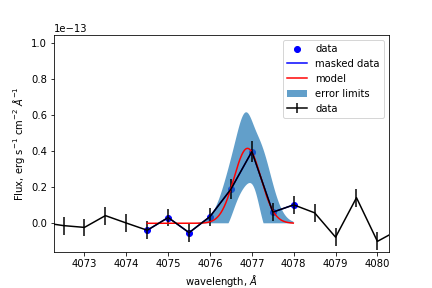 1e−13
1.0
0.8
0.6
0.4
0.2
0.0
Flux, erg s⁻¹ cm⁻² Å⁻¹
data
masked data
model
error limits
data
4073 4074 4075 4076 4077 4078 4079 4080
wavelength, Å